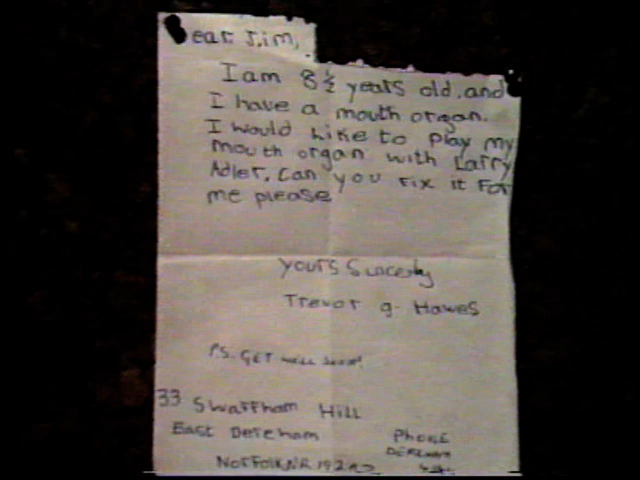 Dear Jim,
I am 8½ years old. and
I have a mouth organ.
I would like to play my
mouth organ with Larry
Adler. Can you fix it for
me please
yours Sincerely
Trevor g. Hawes
P.S. GET WELL SOON!
33 Swaffham Hill
East Dereham
PHONE
DEREHAM
NORFOLK NR19